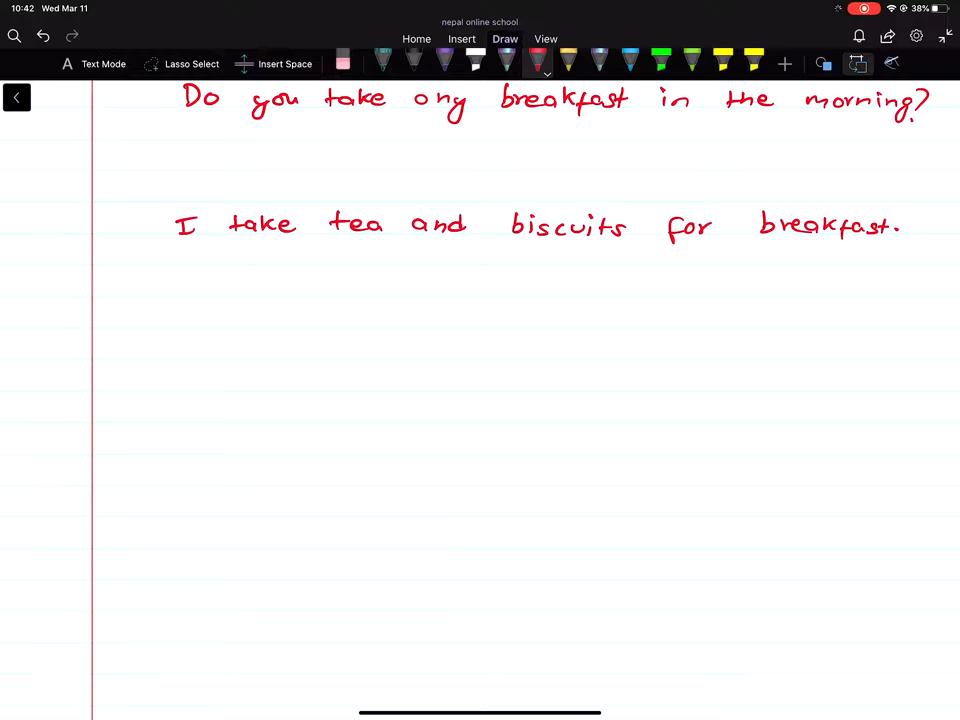 10:42 Wed Mar 11
38%
nepal online school
Home Insert Draw View
Text Mode Lasso Select Insert Space
Do you take any breakfast in the morning?
I take tea and biscuits for breakfast.